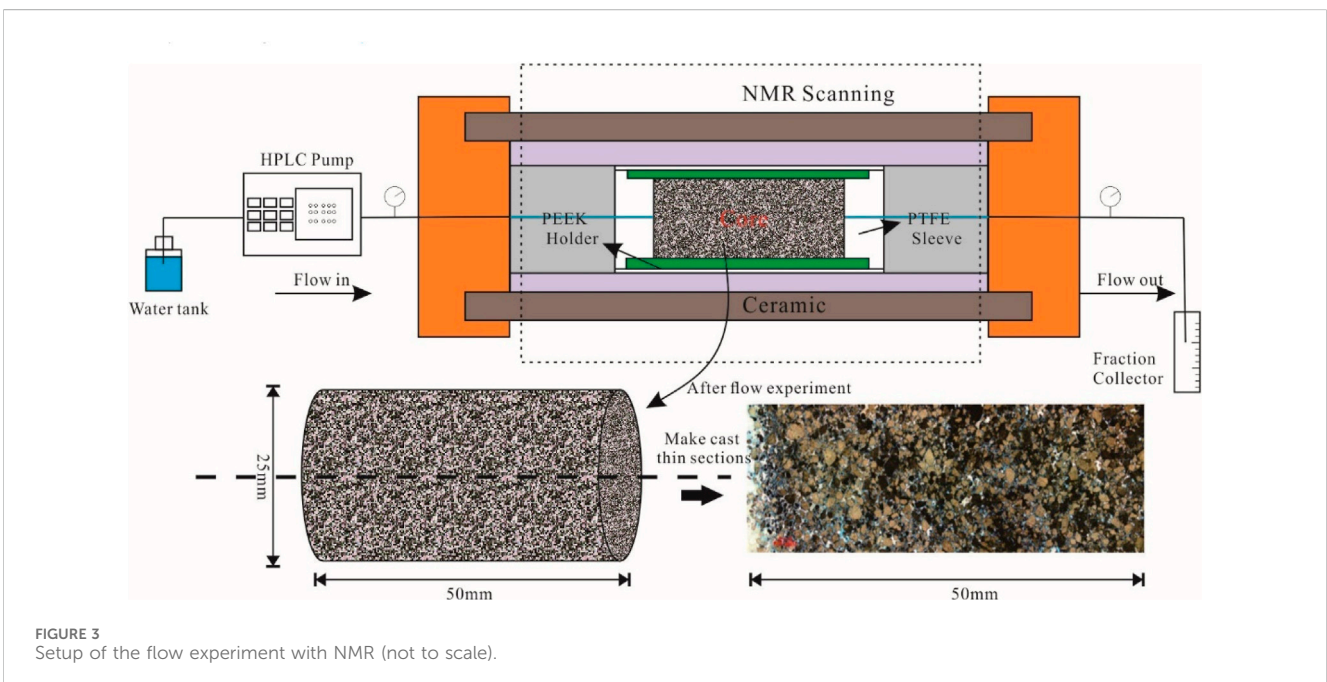 NMR Scanning
HPLC Pump
PEEK
Holder
Core
PTFE
Sleeve
Flow in
Flow out
Water tank
Ceramic
Fraction
Collector
After flow experiment
25mm
Make cast
thin sections
50mm
50mm
FIGURE 3
Setup of the flow experiment with NMR (not to scale).